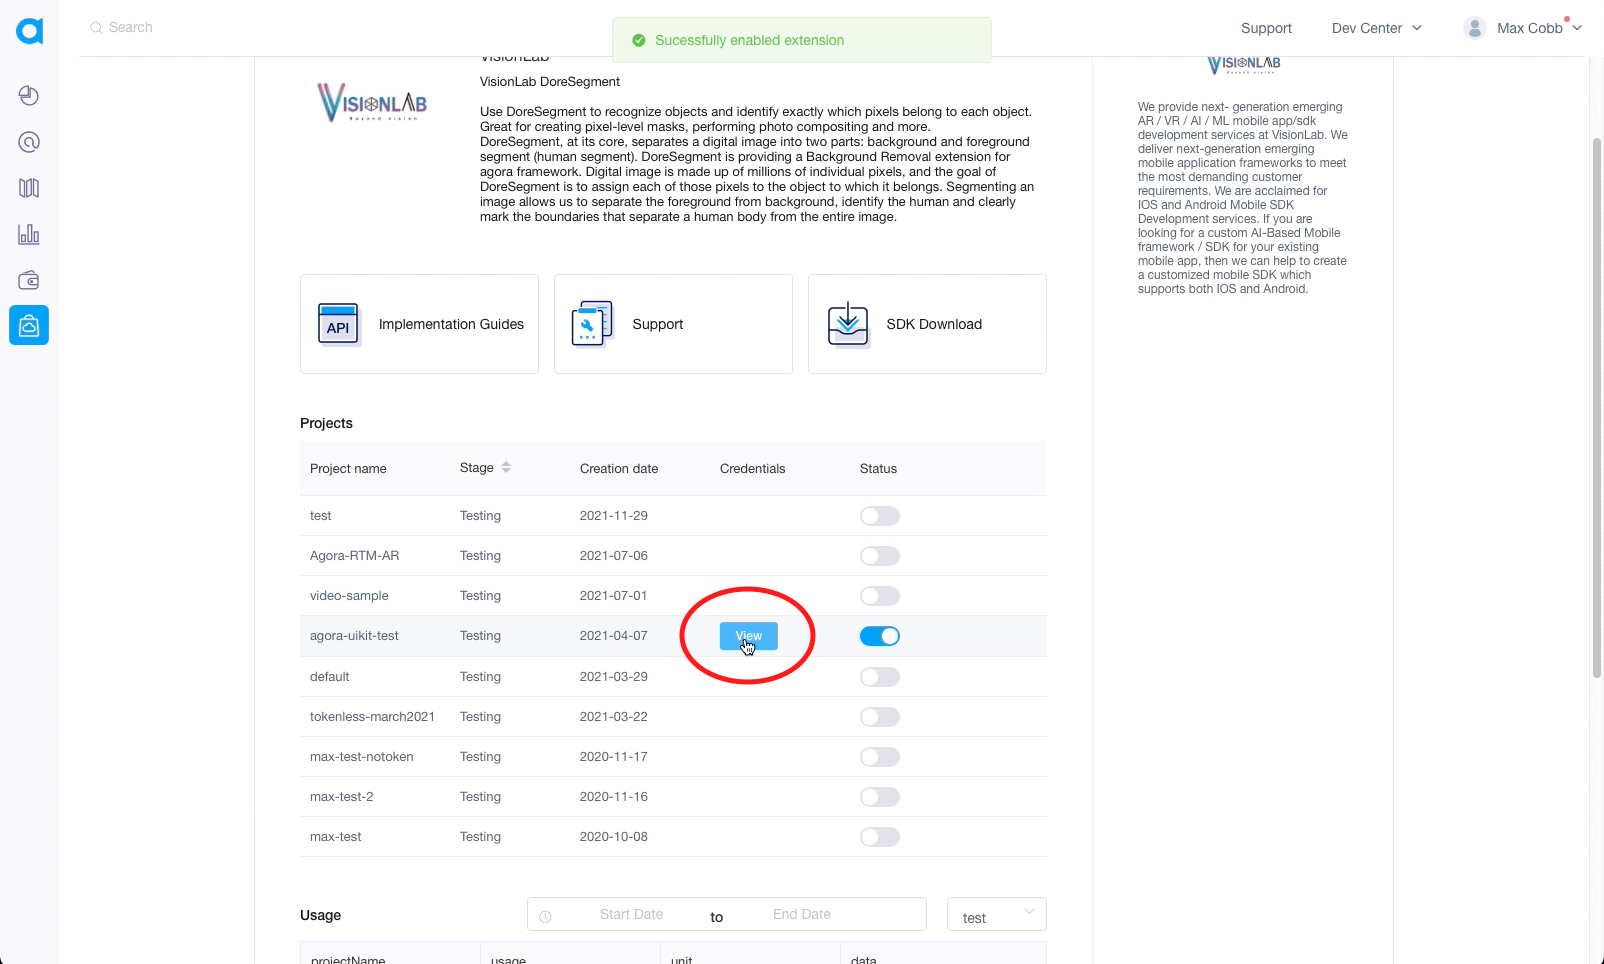 Search
Sucessfully enabled extension
Support
Dev Center
Max Cobb
VisionLab
VISIONLAB
Beyond vision
VisionLab DoreSegment
Use DoreSegment to recognize objects and identify exactly which pixels belong to each object.
Great for creating pixel-level masks, performing photo compositing and more.
DoreSegment, at its core, separates a digital image into two parts: background and foreground
segment (human segment). DoreSegment is providing a Background Removal extension for
agora framework. Digital image is made up of millions of individual pixels, and the goal of
DoreSegment is to assign each of those pixels to the object to which it belongs. Segmenting an
image allows us to separate the foreground from background, identify the human and clearly
mark the boundaries that separate a human body from the entire image.
VISIONLAB
Beyond vision
We provide next- generation emerging
AR / VR / AI / ML mobile app/sdk
development services at VisionLab. We
deliver next-generation emerging
mobile application frameworks to meet
the most demanding customer
requirements. We are acclaimed for
IOS and Android Mobile SDK
Development services. If you are
looking for a custom AI-Based Mobile
framework / SDK for your existing
mobile app, then we can help to create
a customized mobile SDK which
supports both IOS and Android.
API
Implementation Guides
Support
SDK Download
Projects
Project name Stage Creation date Credentials Status
test Testing 2021-11-29
Agora-RTM-AR Testing 2021-07-06
video-sample Testing 2021-07-01
agora-uikit-test Testing 2021-04-07 View
default Testing 2021-03-29
tokenless-march2021 Testing 2021-03-22
max-test-notoken Testing 2020-11-17
max-test-2 Testing 2020-11-16
max-test Testing 2020-10-08
Usage Start Date to End Date test
projectName usage unit data